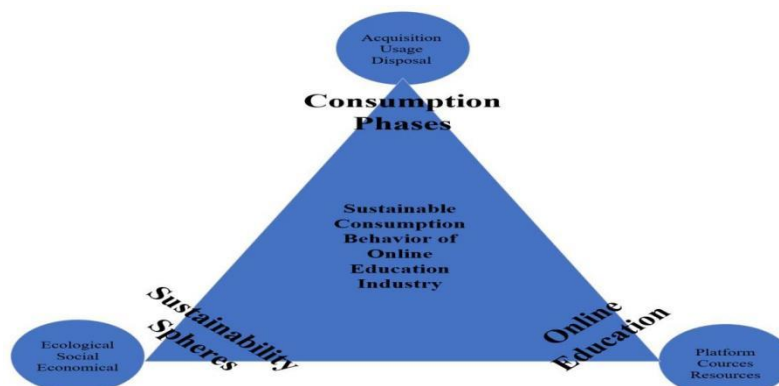 Acquisition
Usage
Disposal
Consumption
Phases
Sustainable
Consumption
Behavior of
Online
Education
Industry
Sustainability
Spheres
Online
Education
Ecological
Social
Economical
Platform
Cources
Resources